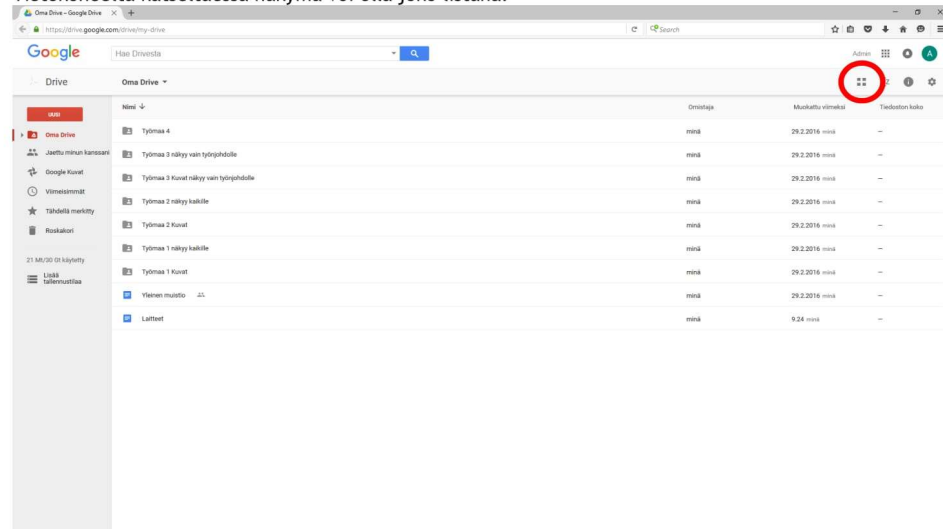 Tietokoneelta katsottaessa näkymä voi olla joko listana:
Oma Drive – Google Drive
https://drive.google.com/drive/my-drive
Search
Google
Hae Drivesta
Admin
A
Drive
Oma Drive
Z
UUSI
Oma Drive
Jaettu minun kanssani
Google Kuvat
Viimeisimmät
Tähdellä merkitty
Roskakori
21 Mt/30 Gt käytetty
Lisää
tallennustilaa
Nimi Omistaja Muokattu viimeksi Tiedoston koko
Työmaa 4 minä 29.2.2016 minä –
Työmaa 3 näkyy vain työnjohdolle minä 29.2.2016 minä –
Työmaa 3 Kuvat näkyy vain työnjohdolle minä 29.2.2016 minä –
Työmaa 2 näkyy kaikille minä 29.2.2016 minä –
Työmaa 2 Kuvat minä 29.2.2016 minä –
Työmaa 1 näkyy kaikille minä 29.2.2016 minä –
Työmaa 1 Kuvat minä 29.2.2016 minä –
Yleinen muistio minä 29.2.2016 minä –
Laitteet minä 9.24 minä –